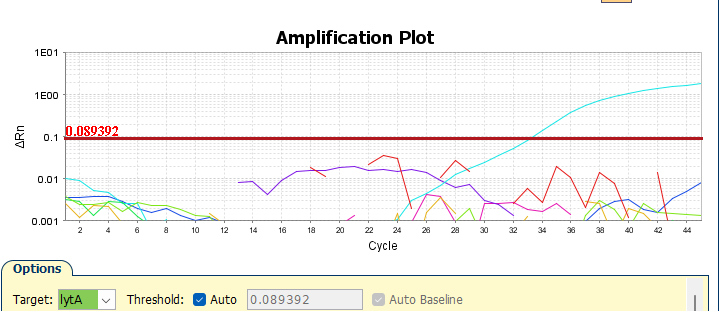 Amplification Plot
1E01
1E00
0.1
0.01
0.001
ΔRn
0.089392
2 4 6 8 10 12 14 16 18 20 22 24 26 28 30 32 34 36 38 40 42 44
Cycle
Options
Target: lytA Threshold: Auto 0.089392 Auto Baseline